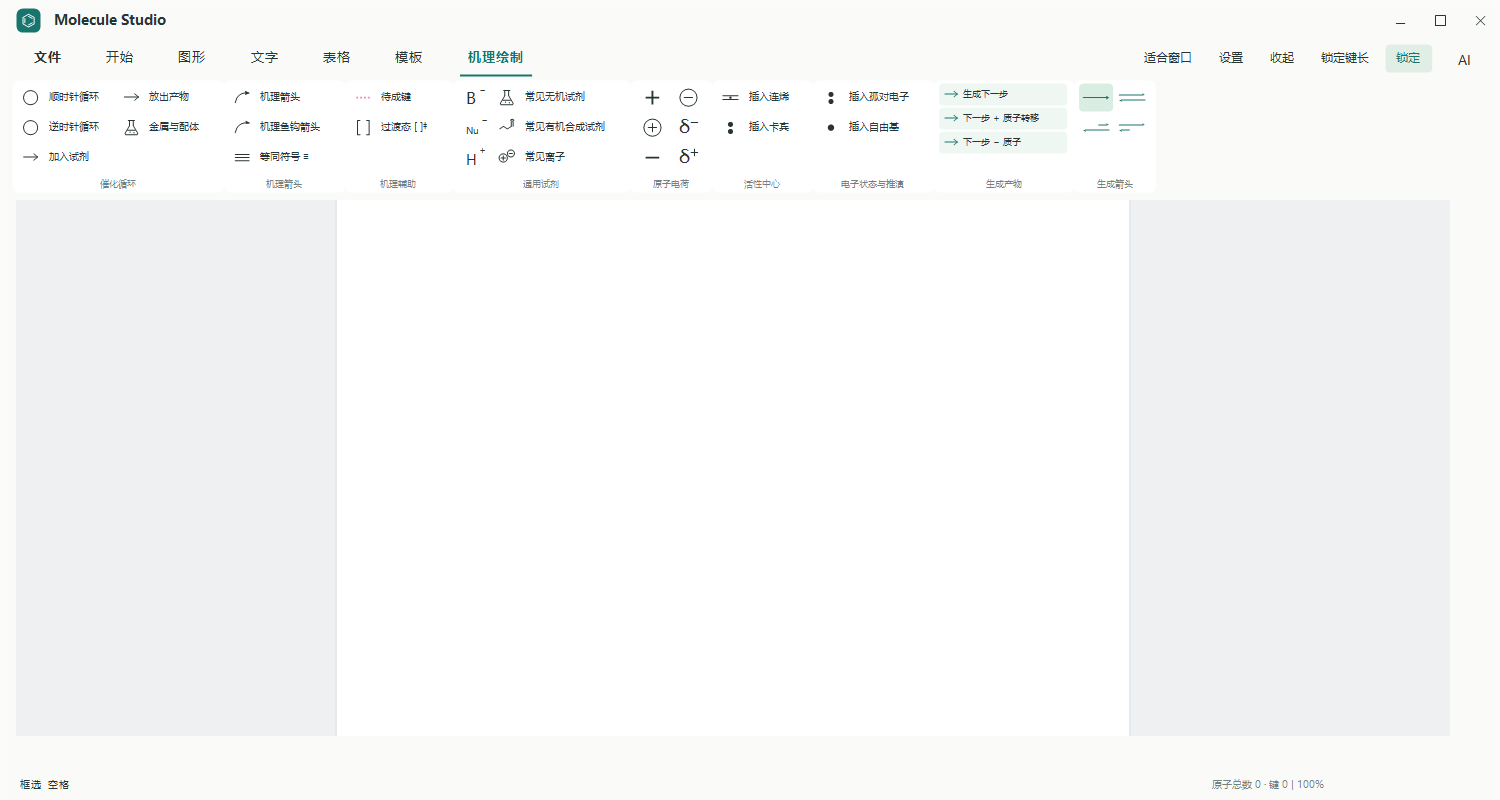 Molecule Studio
文件 开始 图形 文字 表格 模板 机理绘制 适合窗口 设置 收起 锁定键长 锁定 AI
顺时针循环 放出产物
逆时针循环 金属与配体
加入试剂
催化循环
机理箭头
机理鱼钩箭头
等同符号 ≡
机理箭头
待成键
[ ] 过渡态 [ ]‡
机理辅助
B⁻ 常见无机试剂
Nu⁻ 常见有机合成试剂
H⁺ 常见离子
通用试剂
+ ⊖
⊕ δ⁻
− δ⁺
原子电荷
插入连烯
插入卡宾
活性中心
插入孤对电子
插入自由基
电子状态与推演
生成下一步
下一步 + 质子转移
下一步 − 质子
生成产物
生成箭头
框选 空格
原子总数 0 · 键 0 | 100%